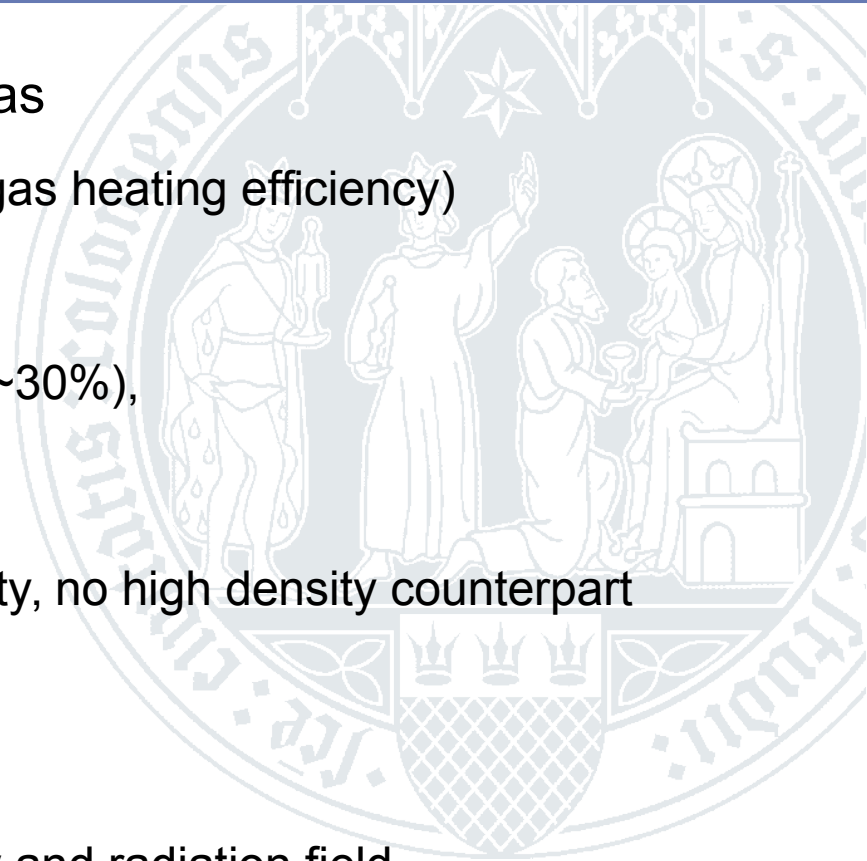 as
gas heating efficiency)
~30%),
ty, no high density counterpart
and radiation field